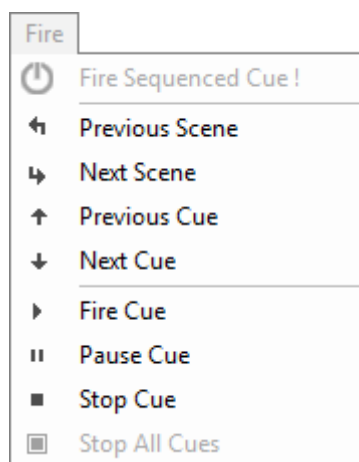 Fire
Fire Sequenced Cue!
Previous Scene
Next Scene
Previous Cue
Next Cue
Fire Cue
Pause Cue
Stop Cue
Stop All Cues